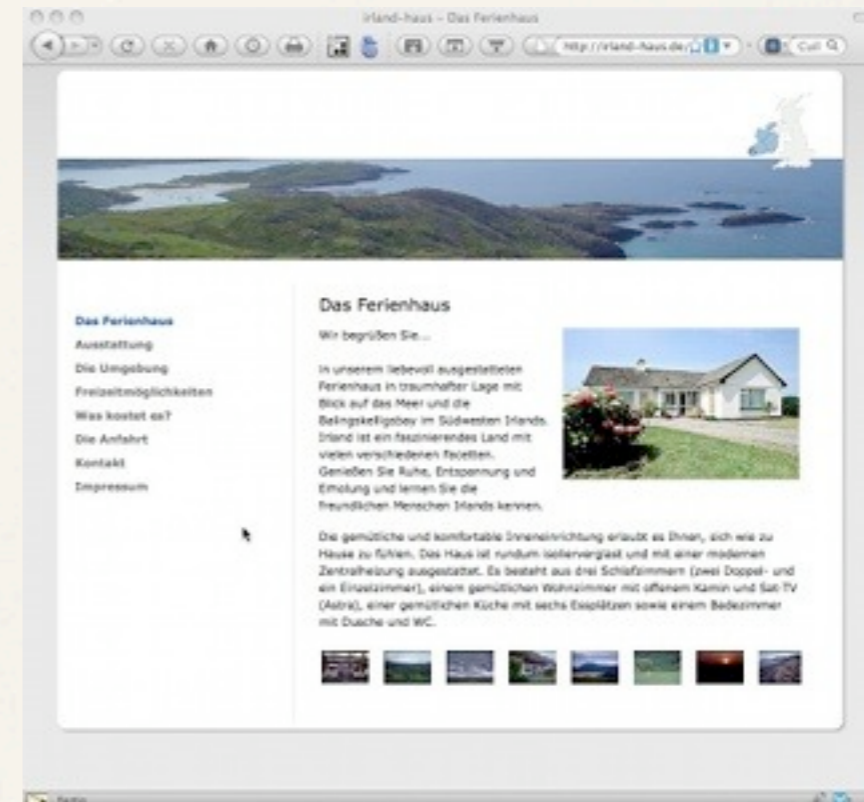 irland-haus – Das Ferienhaus
http://irland-haus.de/
Das Ferienhaus
Ausstattung
Die Umgebung
Freizeitmöglichkeiten
Was kostet es?
Die Anfahrt
Kontakt
Impressum
Das Ferienhaus
Wir begrüßen Sie...
In unserem liebevoll ausgestatteten
Ferienhaus in traumhafter Lage mit
Blick auf das Meer und die
Balingskelligsbay im Südwesten Irlands.
Irland ist ein faszinierendes Land mit
vielen verschiedenen Facetten.
Genießen Sie Ruhe, Entspannung und
Erholung und lernen Sie die
freundlichen Menschen Irlands kennen.
Die gemütliche und komfortable Inneneinrichtung erlaubt es Ihnen, sich wie zu
Hause zu fühlen. Das Haus ist rundum isolierverglast und mit einer modernen
Zentralheizung ausgestattet. Es besteht aus drei Schlafzimmern (zwei Doppel- und
ein Einzelzimmer), einem gemütlichen Wohnzimmer mit offenem Kamin und Sat-TV
(Astra), einer gemütlichen Küche mit sechs Essplätzen sowie einem Badezimmer
mit Dusche und WC.
Fertig